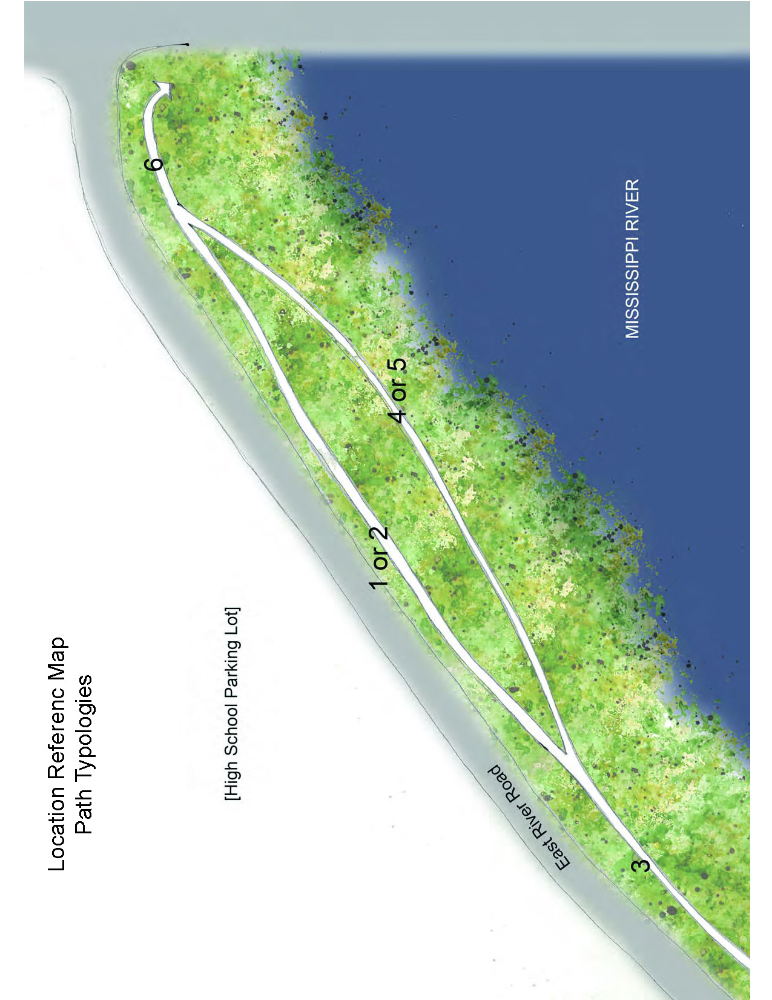 Location Referenc Map
Path Typologies
[High School Parking Lot]
6
1 or 2
4 or 5
East River Road
3
MISSISSIPPI RIVER